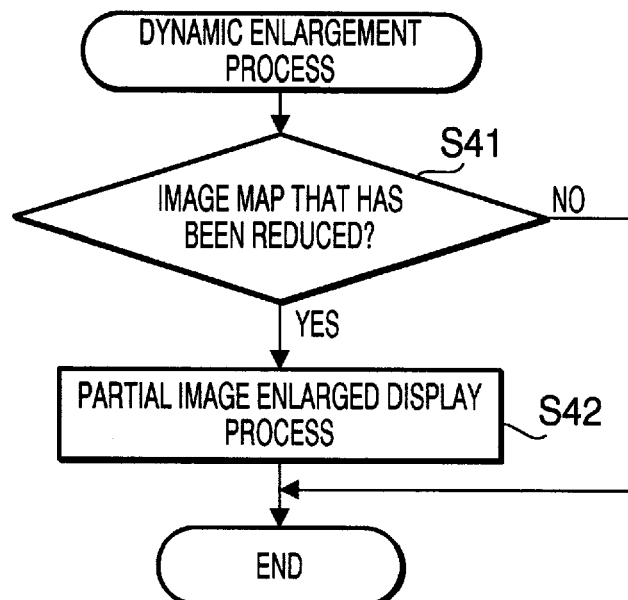 DYNAMIC ENLARGEMENT
PROCESS
S41
IMAGE MAP THAT HAS
BEEN REDUCED?
NO
YES
PARTIAL IMAGE ENLARGED DISPLAY
PROCESS
S42
END